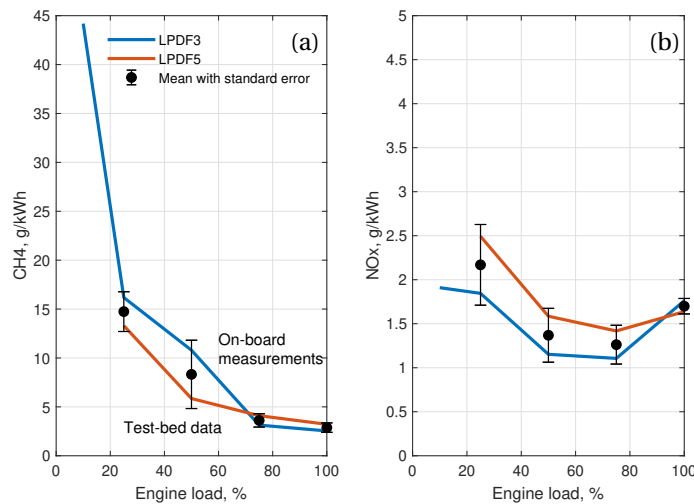 (a)
LPDF3
LPDF5
Mean with standard error
On-board
measurements
Test-bed data
CH4, g/kWh
45
40
35
30
25
20
15
10
5
0
0 20 40 60 80 100
Engine load, %
(b)
NOx, g/kWh
5
4.5
4
3.5
3
2.5
2
1.5
1
0.5
0
0 20 40 60 80 100
Engine load, %